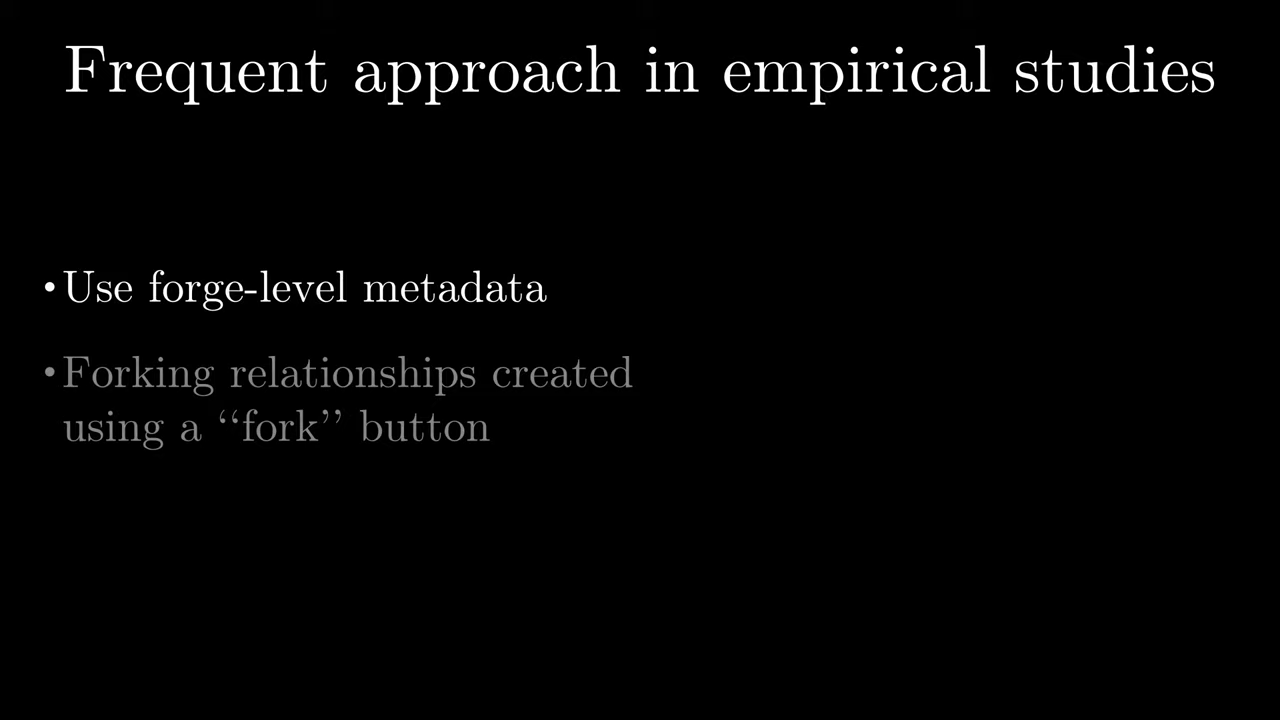 Frequent approach in empirical studies
• Use forge-level metadata
• Forking relationships created
using a “fork” button